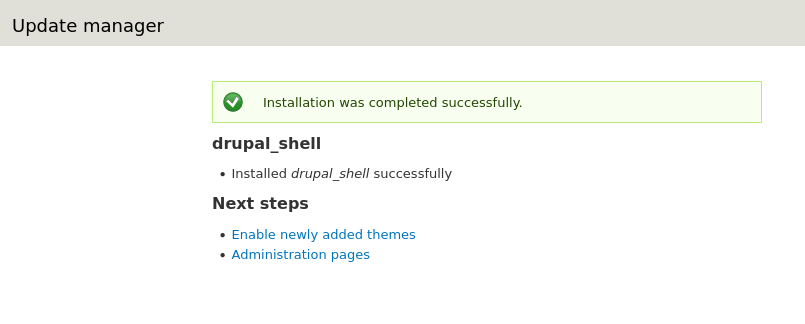 Update manager
Installation was completed successfully.
drupal_shell
• Installed drupal_shell successfully
Next steps
• Enable newly added themes
• Administration pages